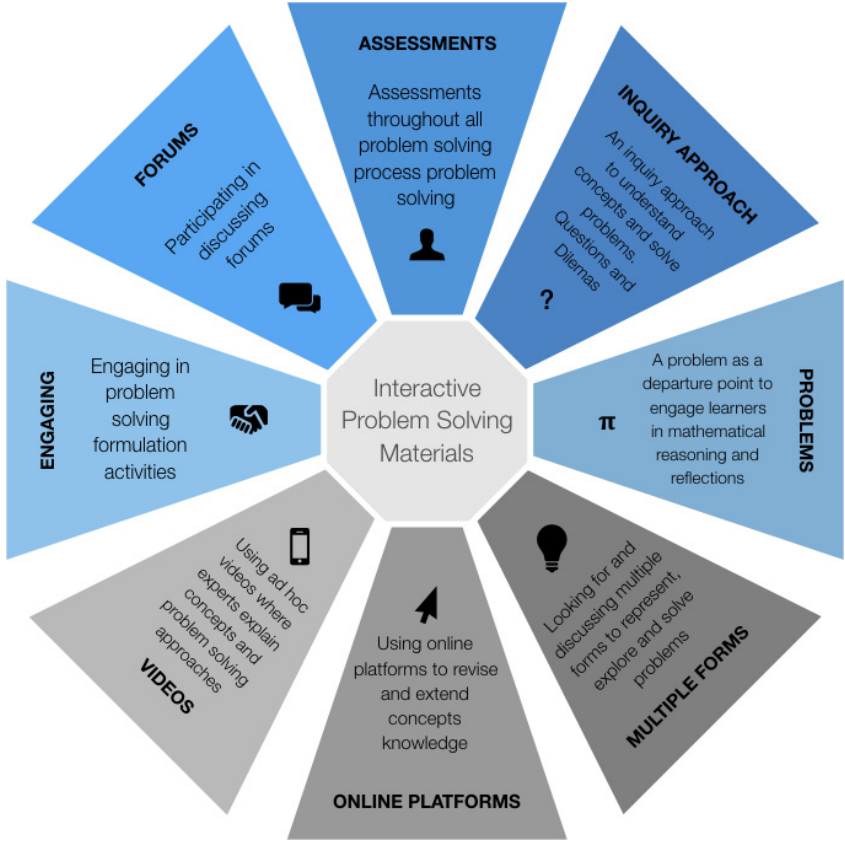 ASSESSMENTS
Assessments
throughout all
problem solving
process problem
solving
INQUIRY APPROACH
An inquiry approach
to understand
concepts and solve
problems.
Questions and
Dilemas
?
PROBLEMS
A problem as a
departure point to
engage learners
in mathematical
reasoning and
reflections
π
MULTIPLE FORMS
Looking for and
discussing multiple
forms to represent,
explore and solve
problems
ONLINE PLATFORMS
Using online
platforms to revise
and extend
concepts
knowledge
VIDEOS
Using ad hoc
videos where
experts explain
concepts and
problem solving
approaches
ENGAGING
Engaging in
problem
solving
formulation
activities
FORUMS
Participating in
discussing
forums
Interactive
Problem Solving
Materials